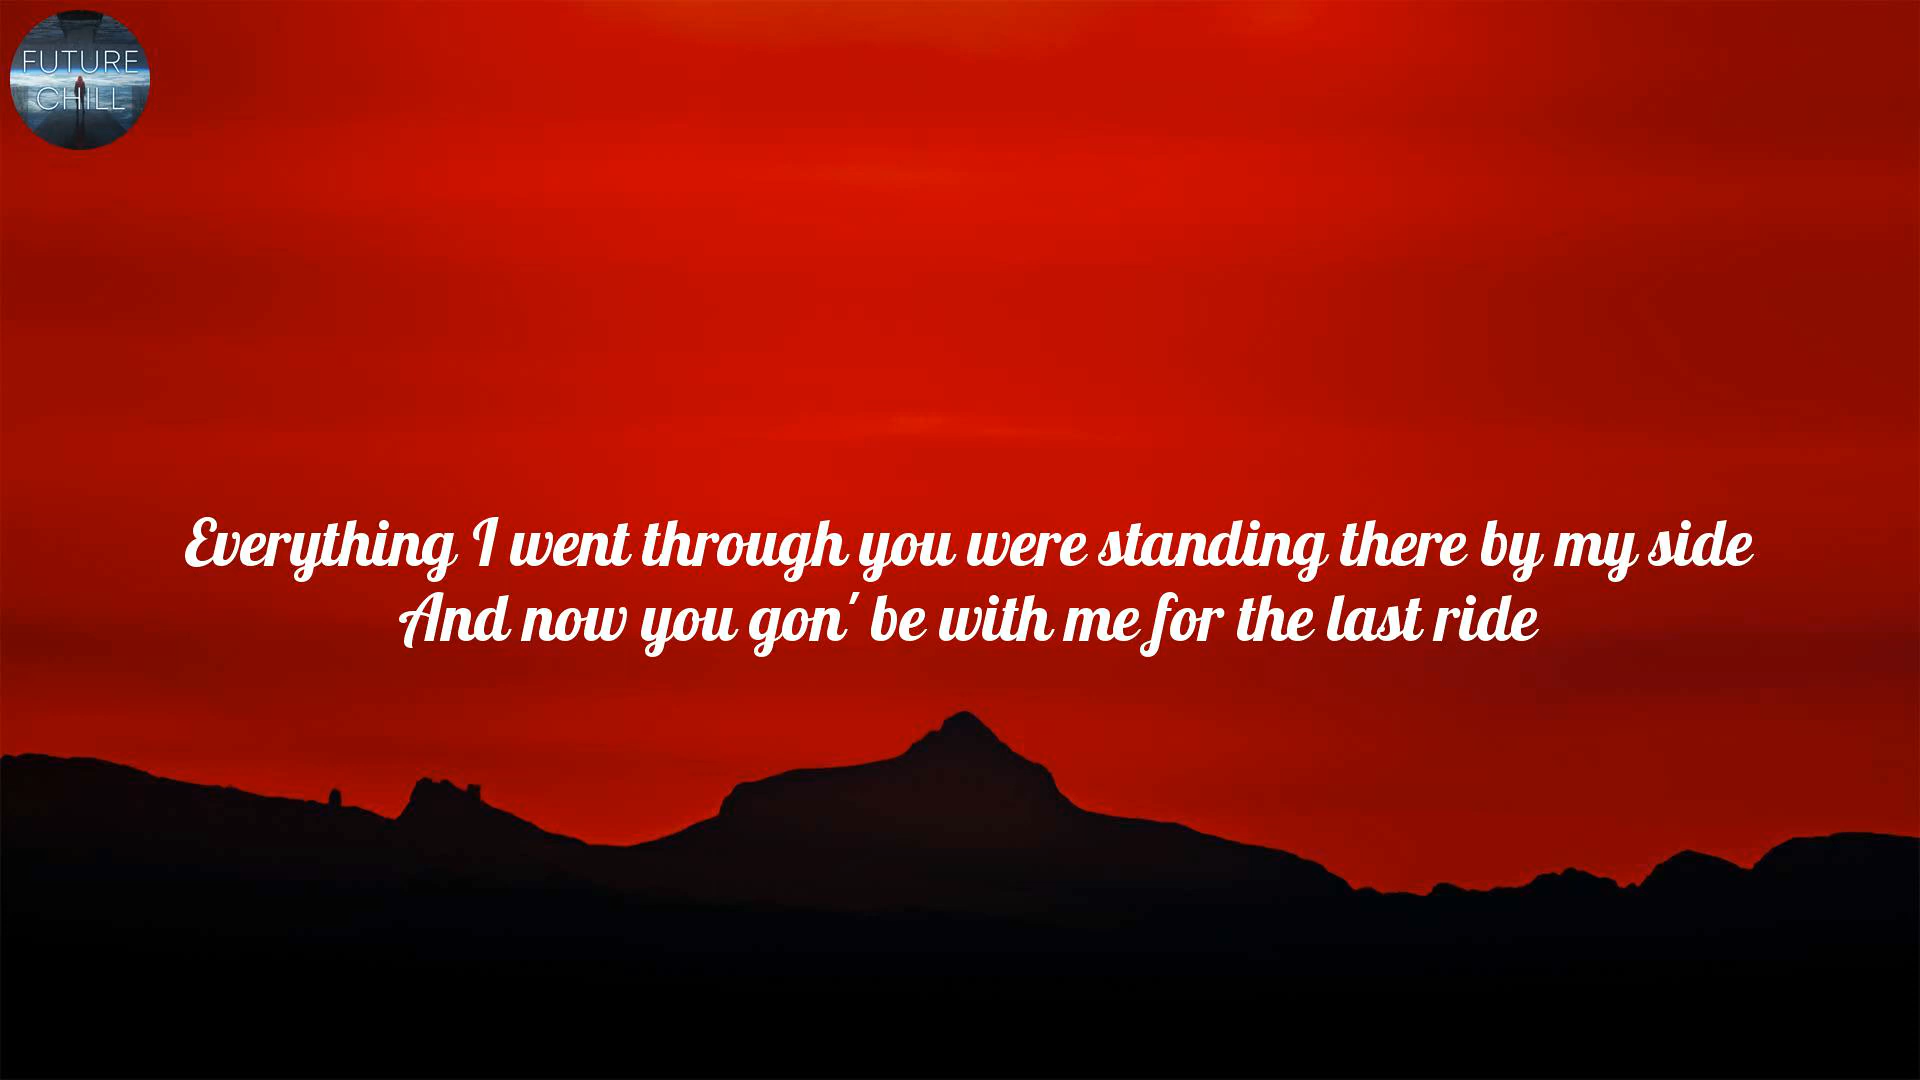 FUTURE
CHILL
Everything I went through you were standing there by my side
And now you gon' be with me for the last ride